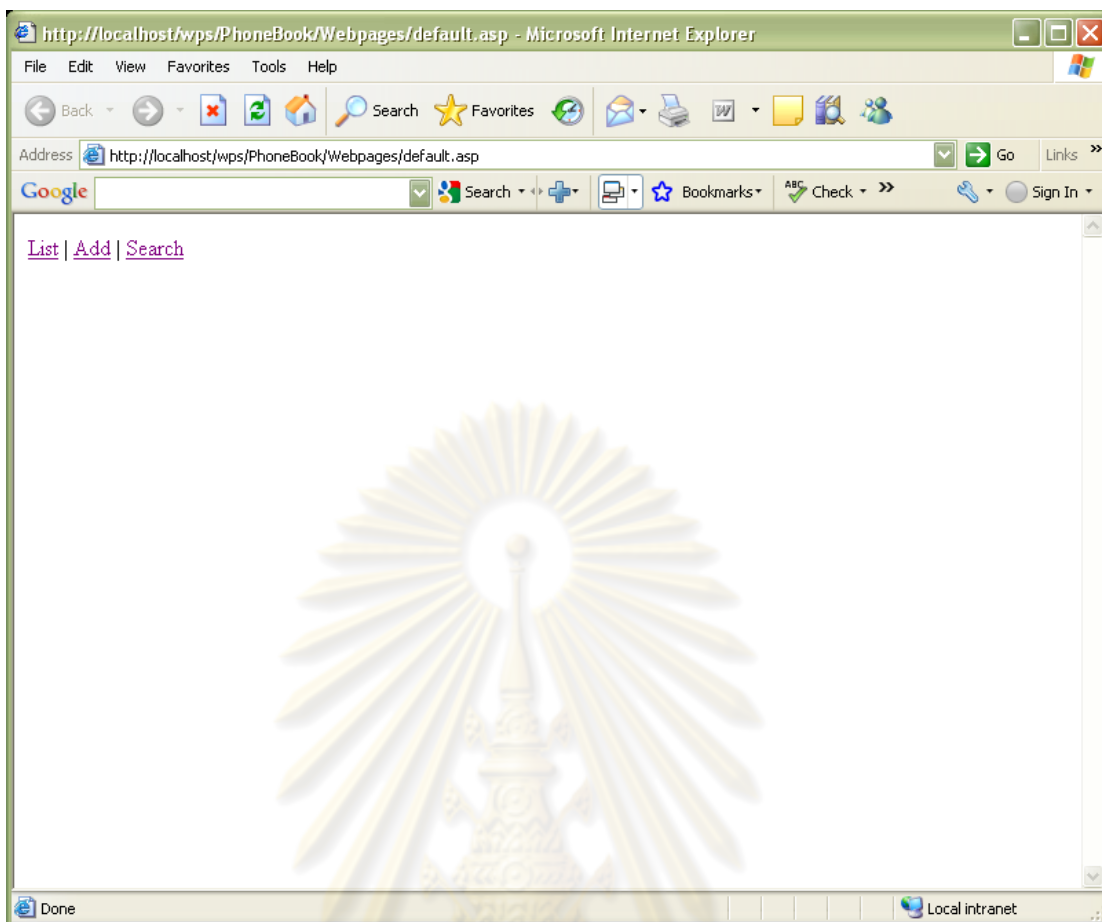 http://localhost/wps/PhoneBook/Webpages/default.asp - Microsoft Internet Explorer
File Edit View Favorites Tools Help
Back Search Favorites
Address http://localhost/wps/PhoneBook/Webpages/default.asp Go Links »
Google Search Bookmarks ABC Check » Sign In
List | Add | Search
Done Local intranet